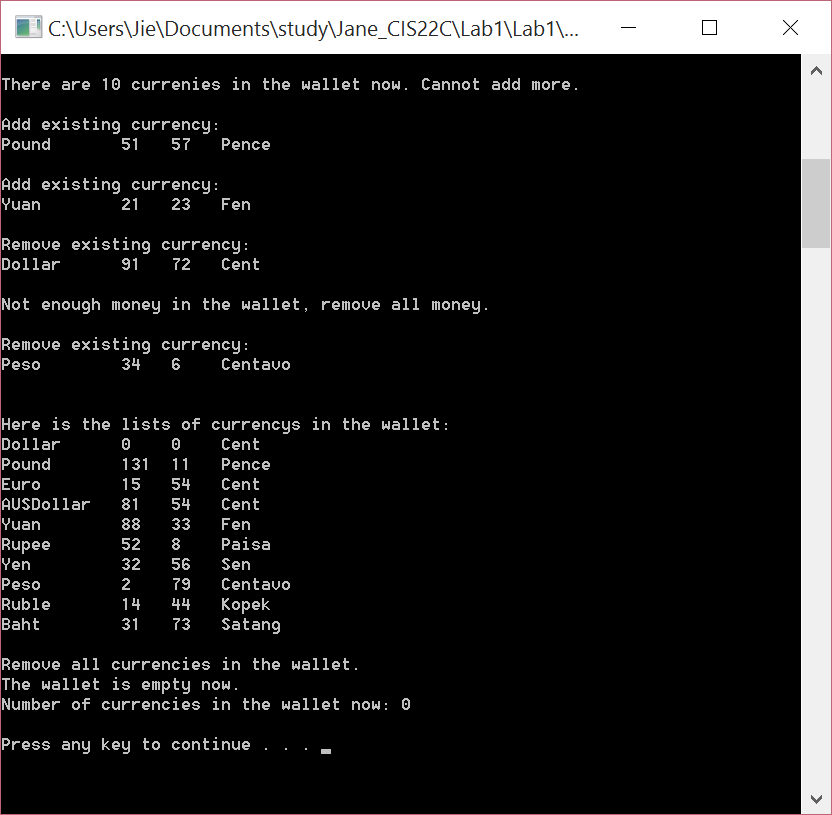 C:\Users\Jie\Documents\study\Jane_CIS22C\Lab1\Lab1\...
There are 10 currenies in the wallet now. Cannot add more.
Add existing currency:
Pound 51 57 Pence
Add existing currency:
Yuan 21 23 Fen
Remove existing currency:
Dollar 91 72 Cent
Not enough money in the wallet, remove all money.
Remove existing currency:
Peso 34 6 Centavo
Here is the lists of currencys in the wallet:
Dollar 0 0 Cent
Pound 131 11 Pence
Euro 15 54 Cent
AUSDollar 81 54 Cent
Yuan 88 33 Fen
Rupee 52 8 Paisa
Yen 32 56 Sen
Peso 2 79 Centavo
Ruble 14 44 Kopek
Baht 31 73 Satang
Remove all currencies in the wallet.
The wallet is empty now.
Number of currencies in the wallet now: 0
Press any key to continue . . . _